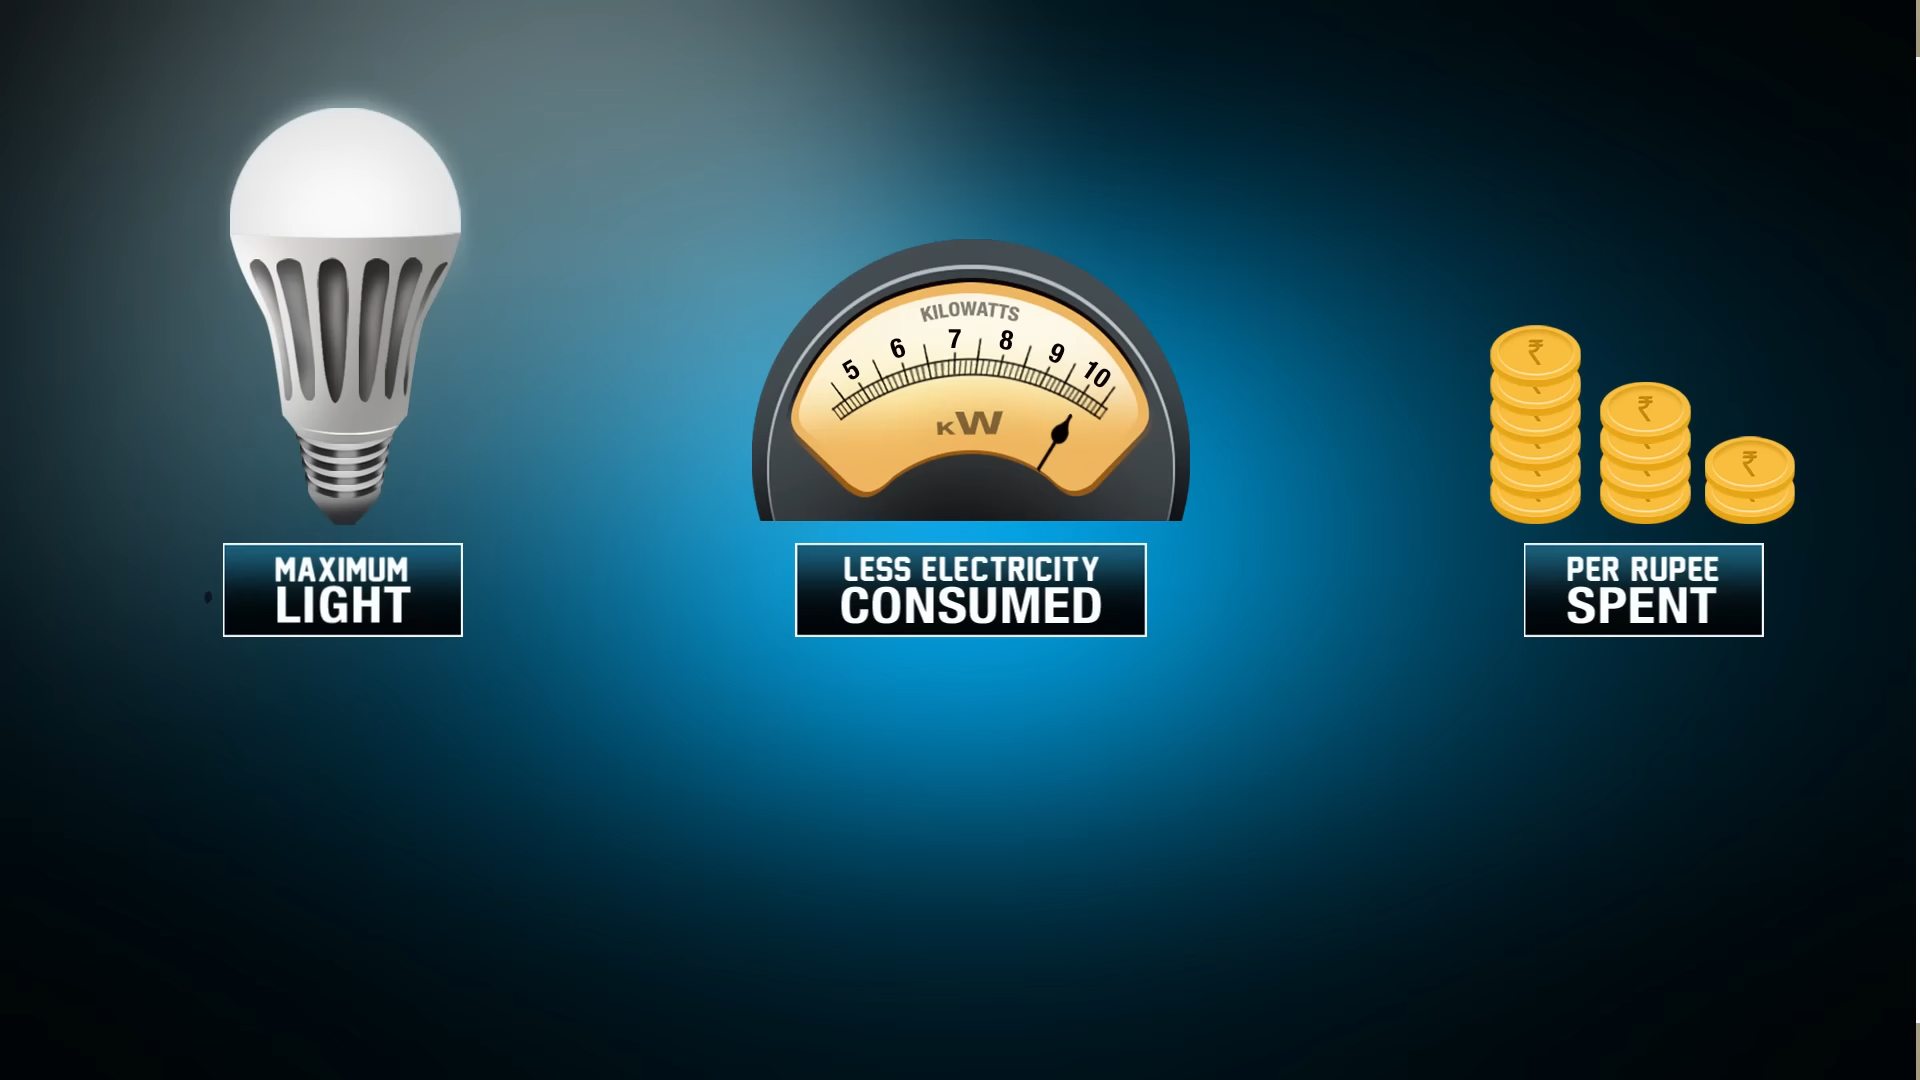 KILOWATTS
5 6 7 8 9 10
KW
₹ ₹ ₹
MAXIMUM
LIGHT
LESS ELECTRICITY
CONSUMED
PER RUPEE
SPENT